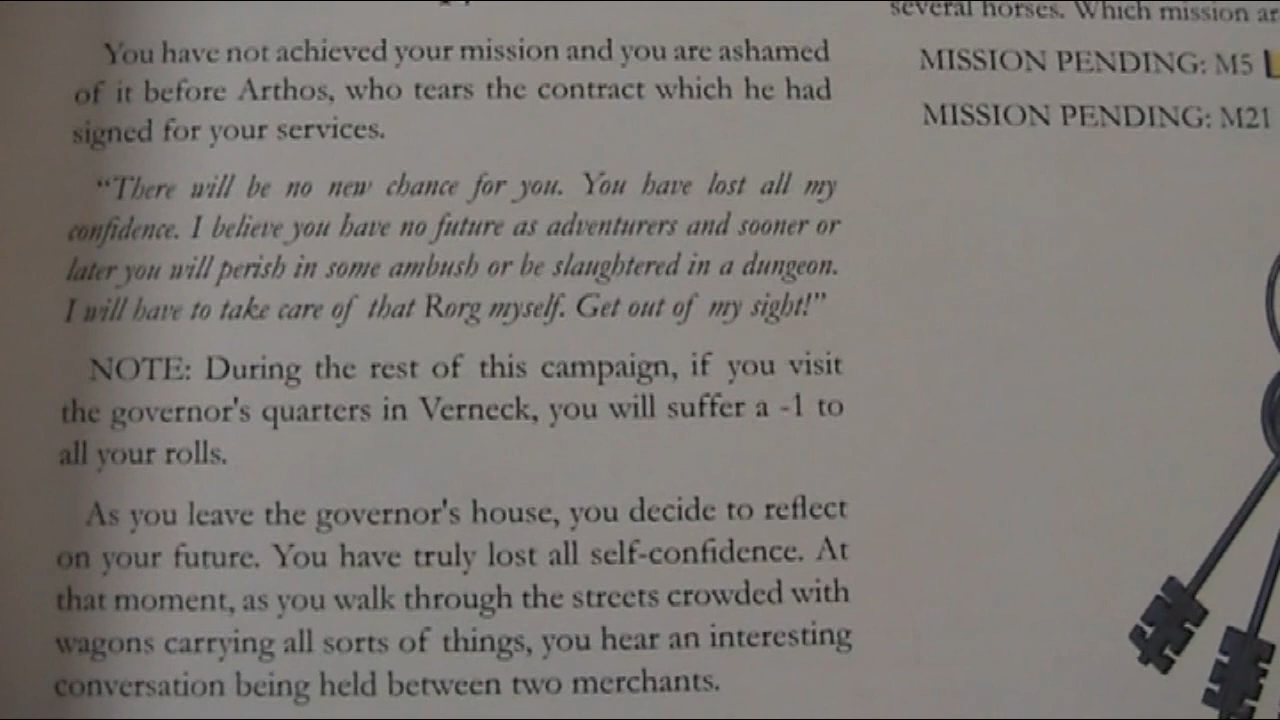 You have not achieved your mission and you are ashamed
of it before Arthos, who tears the contract which he had
signed for your services.
“There will be no new chance for you. You have lost all my
confidence. I believe you have no future as adventurers and sooner or
later you will perish in some ambush or be slaughtered in a dungeon.
I will have to take care of that Rorg myself. Get out of my sight!”
NOTE: During the rest of this campaign, if you visit
the governor's quarters in Verneck, you will suffer a -1 to
all your rolls.
As you leave the governor's house, you decide to reflect
on your future. You have truly lost all self-confidence. At
that moment, as you walk through the streets crowded with
wagons carrying all sorts of things, you hear an interesting
conversation being held between two merchants.
several horses. Which mission
MISSION PENDING: M5
MISSION PENDING: M21